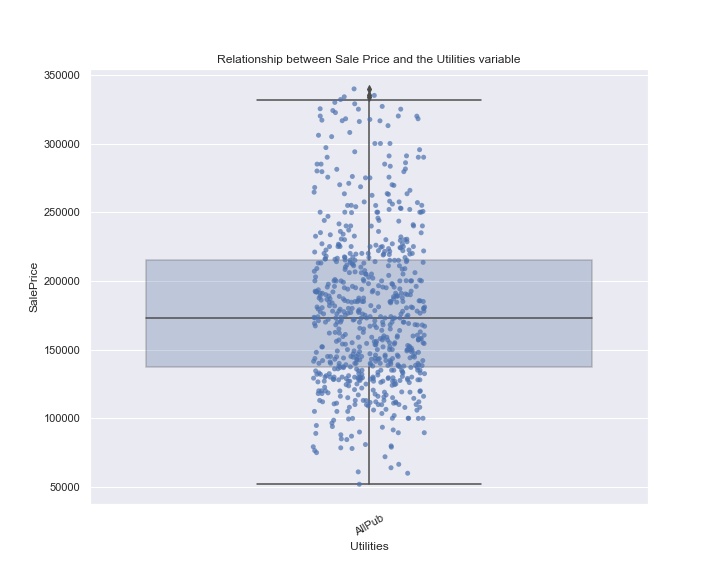 Relationship between Sale Price and the Utilities variable
350000
300000
250000
200000
150000
100000
50000
SalePrice
AllPub
Utilities